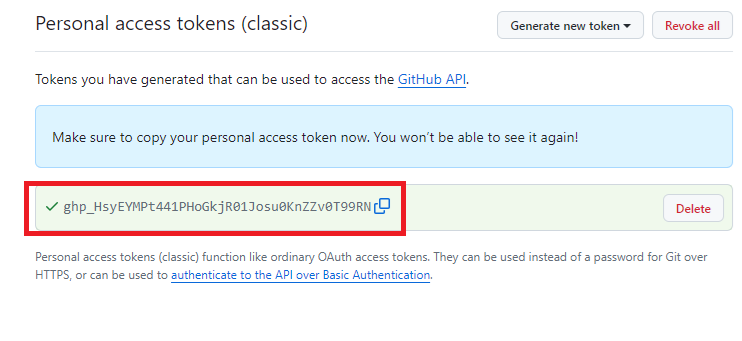 Personal access tokens (classic)
Generate new token
Revoke all
Tokens you have generated that can be used to access the GitHub API.
Make sure to copy your personal access token now. You won’t be able to see it again!
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
Delete
Personal access tokens (classic) function like ordinary OAuth access tokens. They can be used instead of a password for Git over
HTTPS, or can be used to authenticate to the API over Basic Authentication.